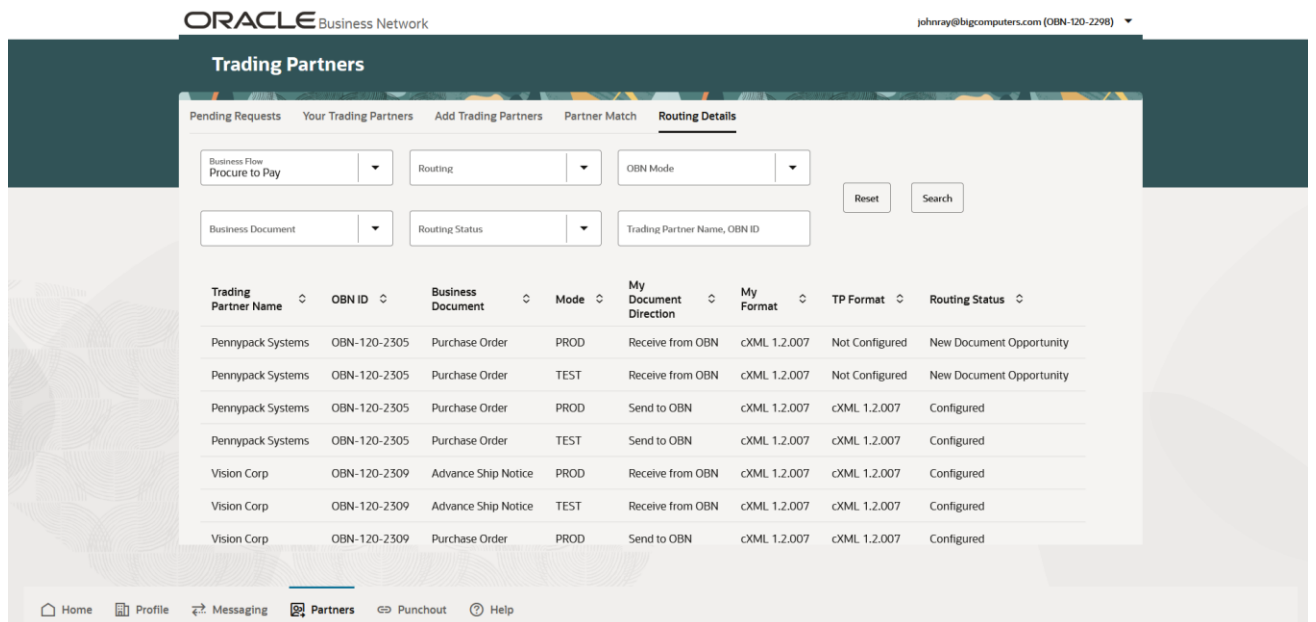 ORACLE Business Network
johnray@bigcomputers.com (OBN-120-2298)
Trading Partners
Pending Requests Your Trading Partners Add Trading Partners Partner Match Routing Details
Business Flow
Procure to Pay
Routing
OBN Mode
Reset
Search
Business Document
Routing Status
Trading Partner Name, OBN ID
Trading Partner Name OBN ID Business Document Mode My Document Direction My Format TP Format Routing Status
Pennypack Systems OBN-120-2305 Purchase Order PROD Receive from OBN cXML 1.2.007 Not Configured New Document Opportunity
Pennypack Systems OBN-120-2305 Purchase Order TEST Receive from OBN cXML 1.2.007 Not Configured New Document Opportunity
Pennypack Systems OBN-120-2305 Purchase Order PROD Send to OBN cXML 1.2.007 cXML 1.2.007 Configured
Pennypack Systems OBN-120-2305 Purchase Order TEST Send to OBN cXML 1.2.007 cXML 1.2.007 Configured
Vision Corp OBN-120-2309 Advance Ship Notice PROD Receive from OBN cXML 1.2.007 cXML 1.2.007 Configured
Vision Corp OBN-120-2309 Advance Ship Notice TEST Receive from OBN cXML 1.2.007 cXML 1.2.007 Configured
Vision Corp OBN-120-2309 Purchase Order PROD Send to OBN cXML 1.2.007 cXML 1.2.007 Configured
Home Profile Messaging Partners Punchout Help